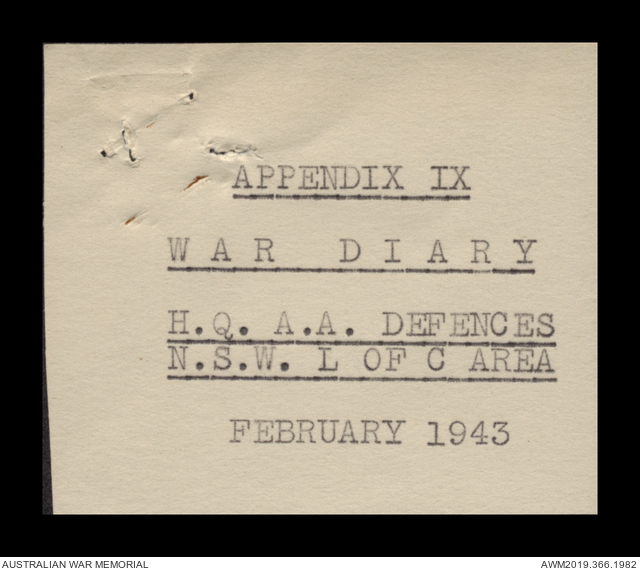 APPENDIX IX
WAR DIARY
H.Q. A.A. DEFENCES
N.S.W. L OF C AREA
FEBRUARY 1943
AUSTRALIAN WAR MEMORIAL
AWM2019.366.1982